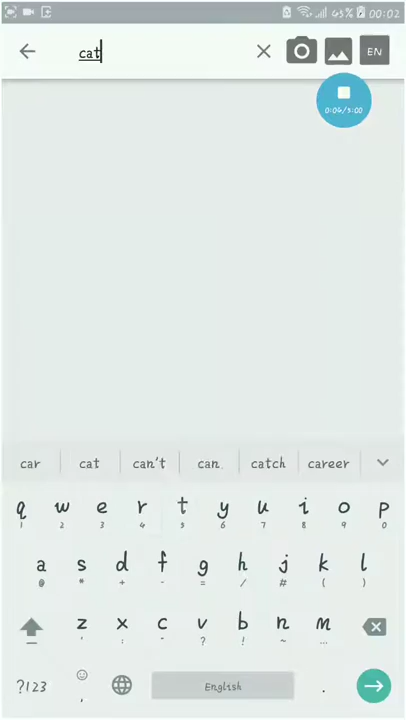 43% 00:02
cat
EN
0:04/5:00
car cat can't can. catch career
q w e r t y u i o p
1 2 3 4 5 6 7 8 9 0
a s d f g h j k l
@ * + - = / # ( )
z x c v b n m
' : " ? ! ~ ...
?123 , English .